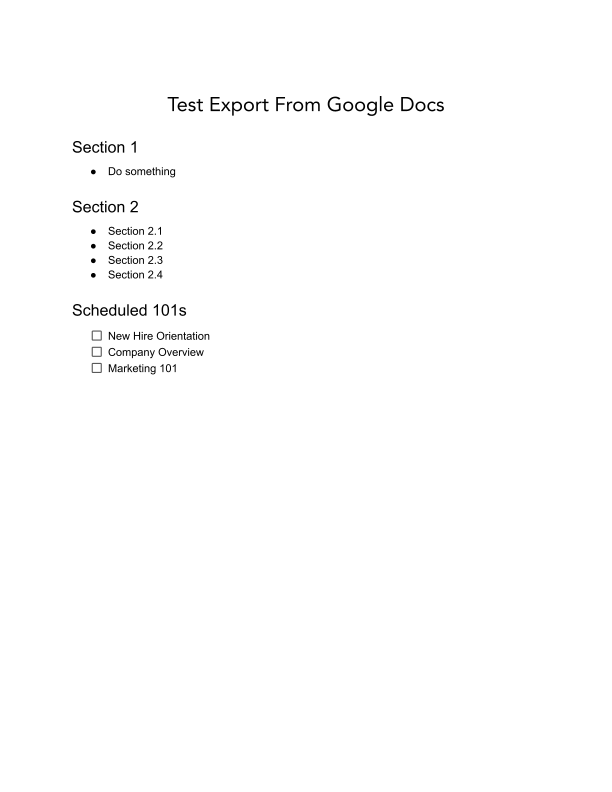 Test Export From Google Docs
Section 1
● Do something
Section 2
● Section 2.1
● Section 2.2
● Section 2.3
● Section 2.4
Scheduled 101s
☐ New Hire Orientation
☐ Company Overview
☐ Marketing 101